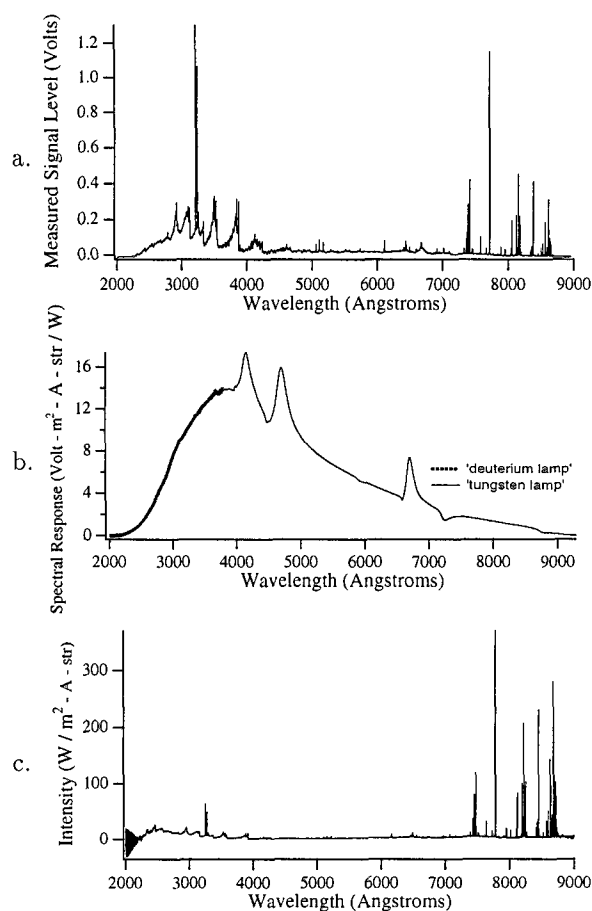 a.
Measured Signal Level (Volts)
1.2
1.0
0.8
0.6
0.4
0.2
0.0
2000 3000 4000 5000 6000 7000 8000 9000
Wavelength (Angstroms)
b.
Spectral Response (Volt - m² - A - str / W)
16
12
8
4
0
'deuterium lamp'
'tungsten lamp'
2000 3000 4000 5000 6000 7000 8000 9000
Wavelength (Angstroms)
c.
Intensity (W / m² - A - str)
300
200
100
0
2000 3000 4000 5000 6000 7000 8000 9000
Wavelength (Angstroms)